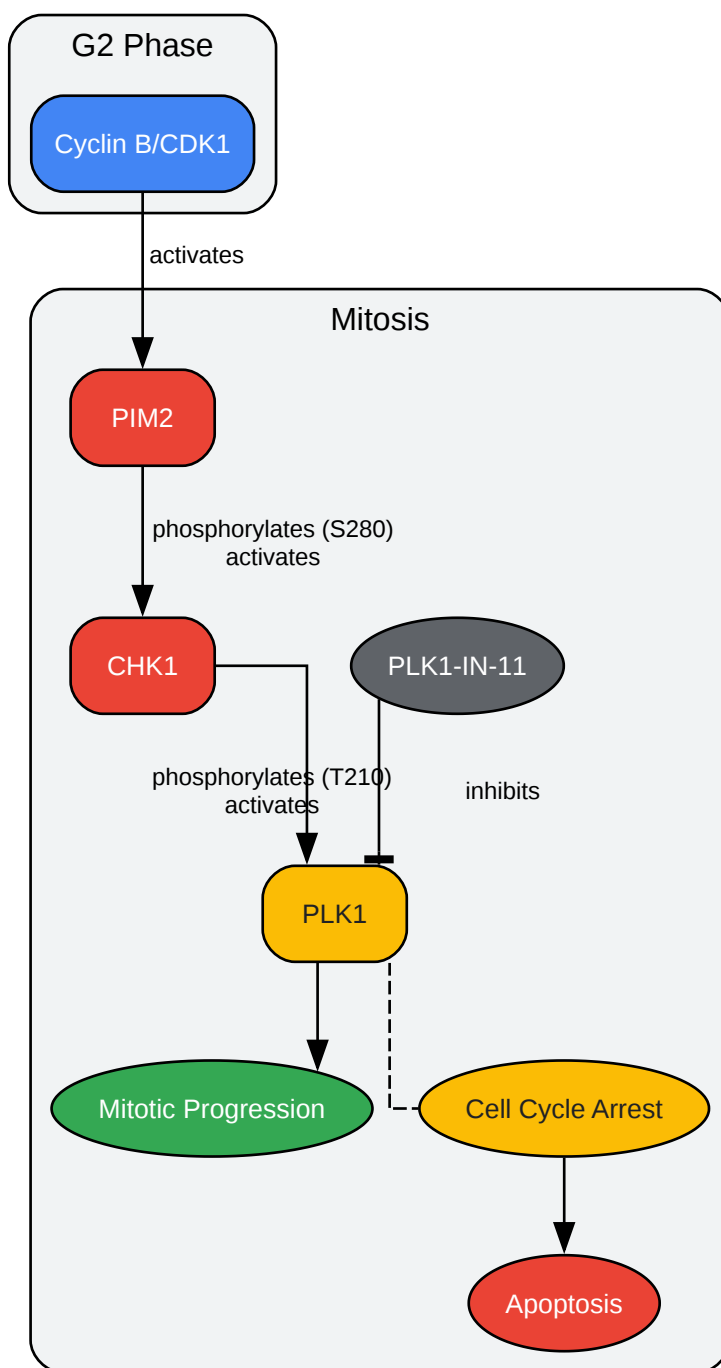 G2 Phase
Cyclin B/CDK1
activates
Mitosis
PIM2
phosphorylates (S280)
activates
CHK1
PLK1-IN-11
phosphorylates (T210)
activates
inhibits
PLK1
Mitotic Progression
Cell Cycle Arrest
Apoptosis